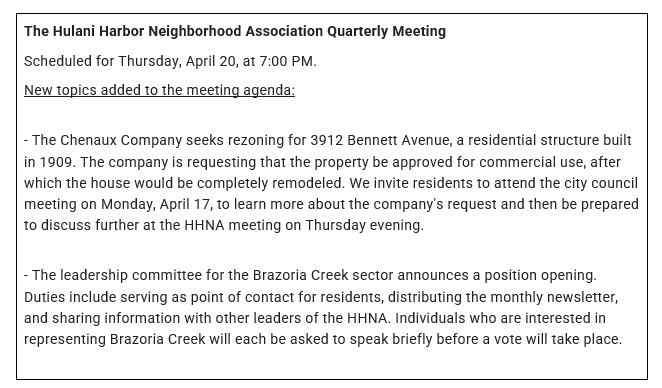 The Hulani Harbor Neighborhood Association Quarterly Meeting
Scheduled for Thursday, April 20, at 7:00 PM.
New topics added to the meeting agenda:
- The Chenaux Company seeks rezoning for 3912 Bennett Avenue, a residential structure built
in 1909. The company is requesting that the property be approved for commercial use, after
which the house would be completely remodeled. We invite residents to attend the city council
meeting on Monday, April 17, to learn more about the company's request and then be prepared
to discuss further at the HHNA meeting on Thursday evening.
- The leadership committee for the Brazoria Creek sector announces a position opening.
Duties include serving as point of contact for residents, distributing the monthly newsletter,
and sharing information with other leaders of the HHNA. Individuals who are interested in
representing Brazoria Creek will each be asked to speak briefly before a vote will take place.